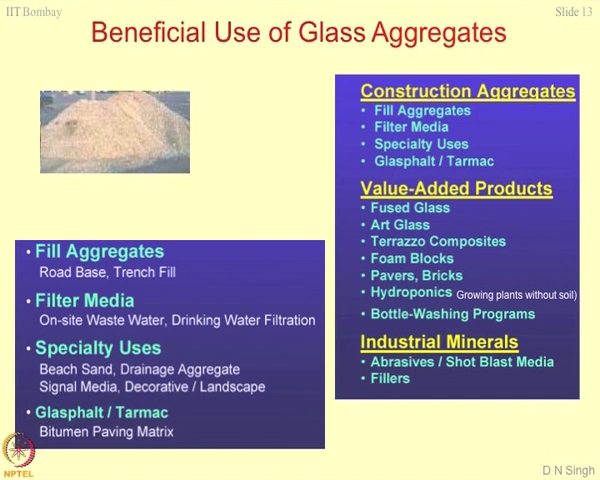 IIT Bombay
Slide 13
Beneficial Use of Glass Aggregates
• Fill Aggregates
Road Base, Trench Fill
• Filter Media
On-site Waste Water, Drinking Water Filtration
• Specialty Uses
Beach Sand, Drainage Aggregate
Signal Media, Decorative / Landscape
• Glasphalt / Tarmac
Bitumen Paving Matrix
Construction Aggregates
• Fill Aggregates
• Filter Media
• Specialty Uses
• Glasphalt / Tarmac
Value-Added Products
• Fused Glass
• Art Glass
• Terrazzo Composites
• Foam Blocks
• Pavers, Bricks
• Hydroponics Growing plants without soil)
• Bottle-Washing Programs
Industrial Minerals
• Abrasives / Shot Blast Media
• Fillers
NPTEL
D N Singh